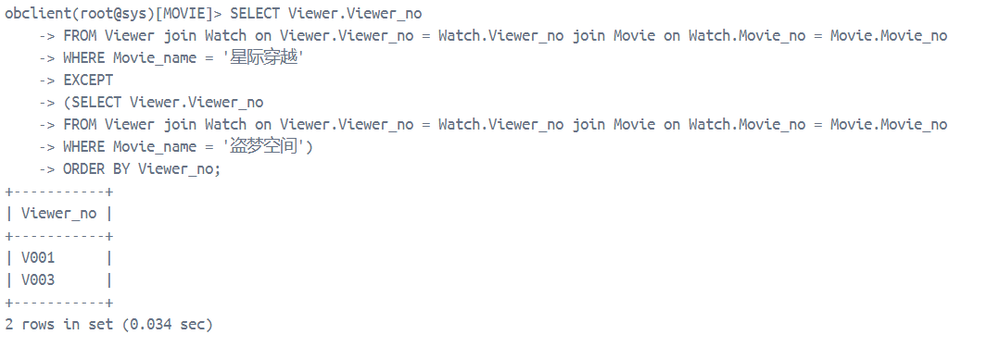 obclient(root@sys)[MOVIE]> SELECT Viewer.Viewer_no
-> FROM Viewer join Watch on Viewer.Viewer_no = Watch.Viewer_no join Movie on Watch.Movie_no = Movie.Movie_no
-> WHERE Movie_name = '星际穿越'
-> EXCEPT
-> (SELECT Viewer.Viewer_no
-> FROM Viewer join Watch on Viewer.Viewer_no = Watch.Viewer_no join Movie on Watch.Movie_no = Movie.Movie_no
-> WHERE Movie_name = '盗梦空间')
-> ORDER BY Viewer_no;
+-----------+
| Viewer_no |
+-----------+
| V001      |
| V003      |
+-----------+
2 rows in set (0.034 sec)